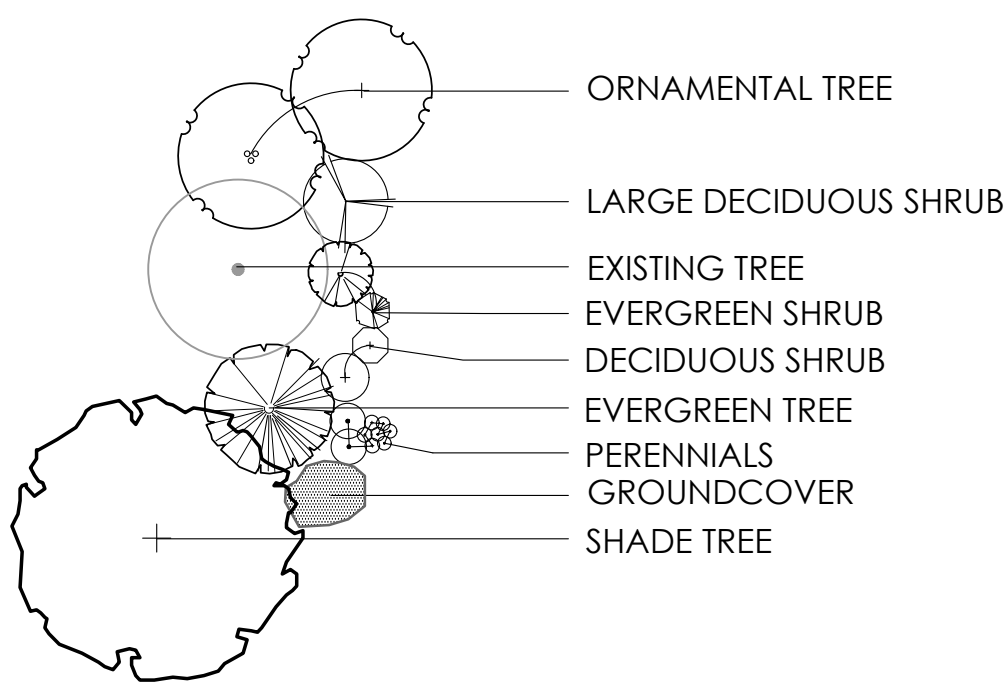 ORNAMENTAL TREE
LARGE DECIDUOUS SHRUB
EXISTING TREE
EVERGREEN SHRUB
DECIDUOUS SHRUB
EVERGREEN TREE
PERENNIALS
GROUNDCOVER
SHADE TREE